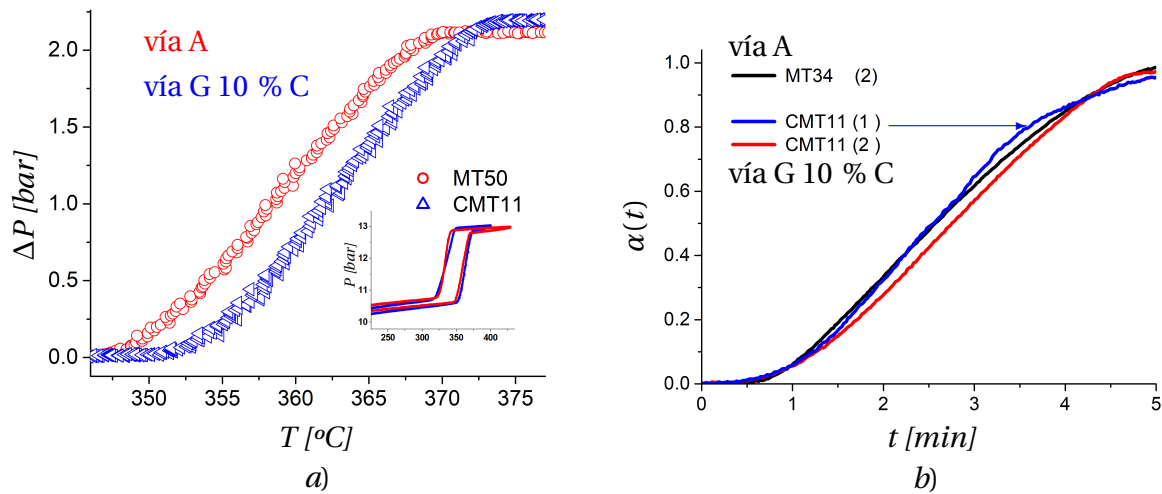 vía A
vía G 10 % C
MT50
CMT11
ΔP [bar]
2.0
1.5
1.0
0.5
0.0
350 355 360 365 370 375
T [ºC]
P [bar]
13
12
11
10
250 300 350 400
a)
vía A
MT34 (2)
CMT11 (1 )
CMT11 (2 )
vía G 10 % C
α(t)
1.0
0.8
0.6
0.4
0.2
0.0
0 1 2 3 4 5
t [min]
b)